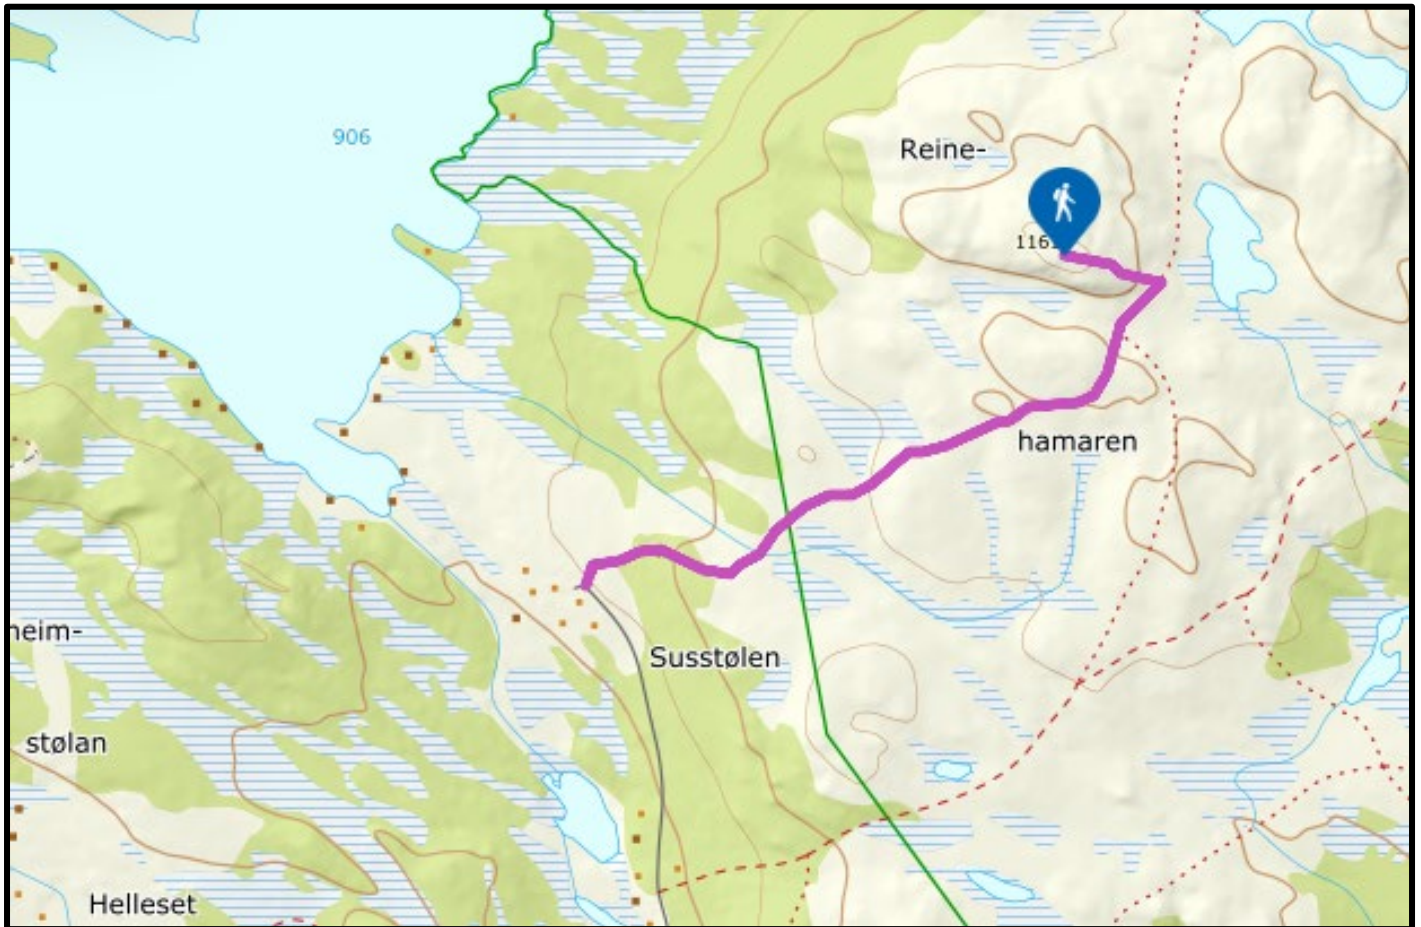 906
Reine-
hamaren
heim-
Susstølen
stølan
Helleset